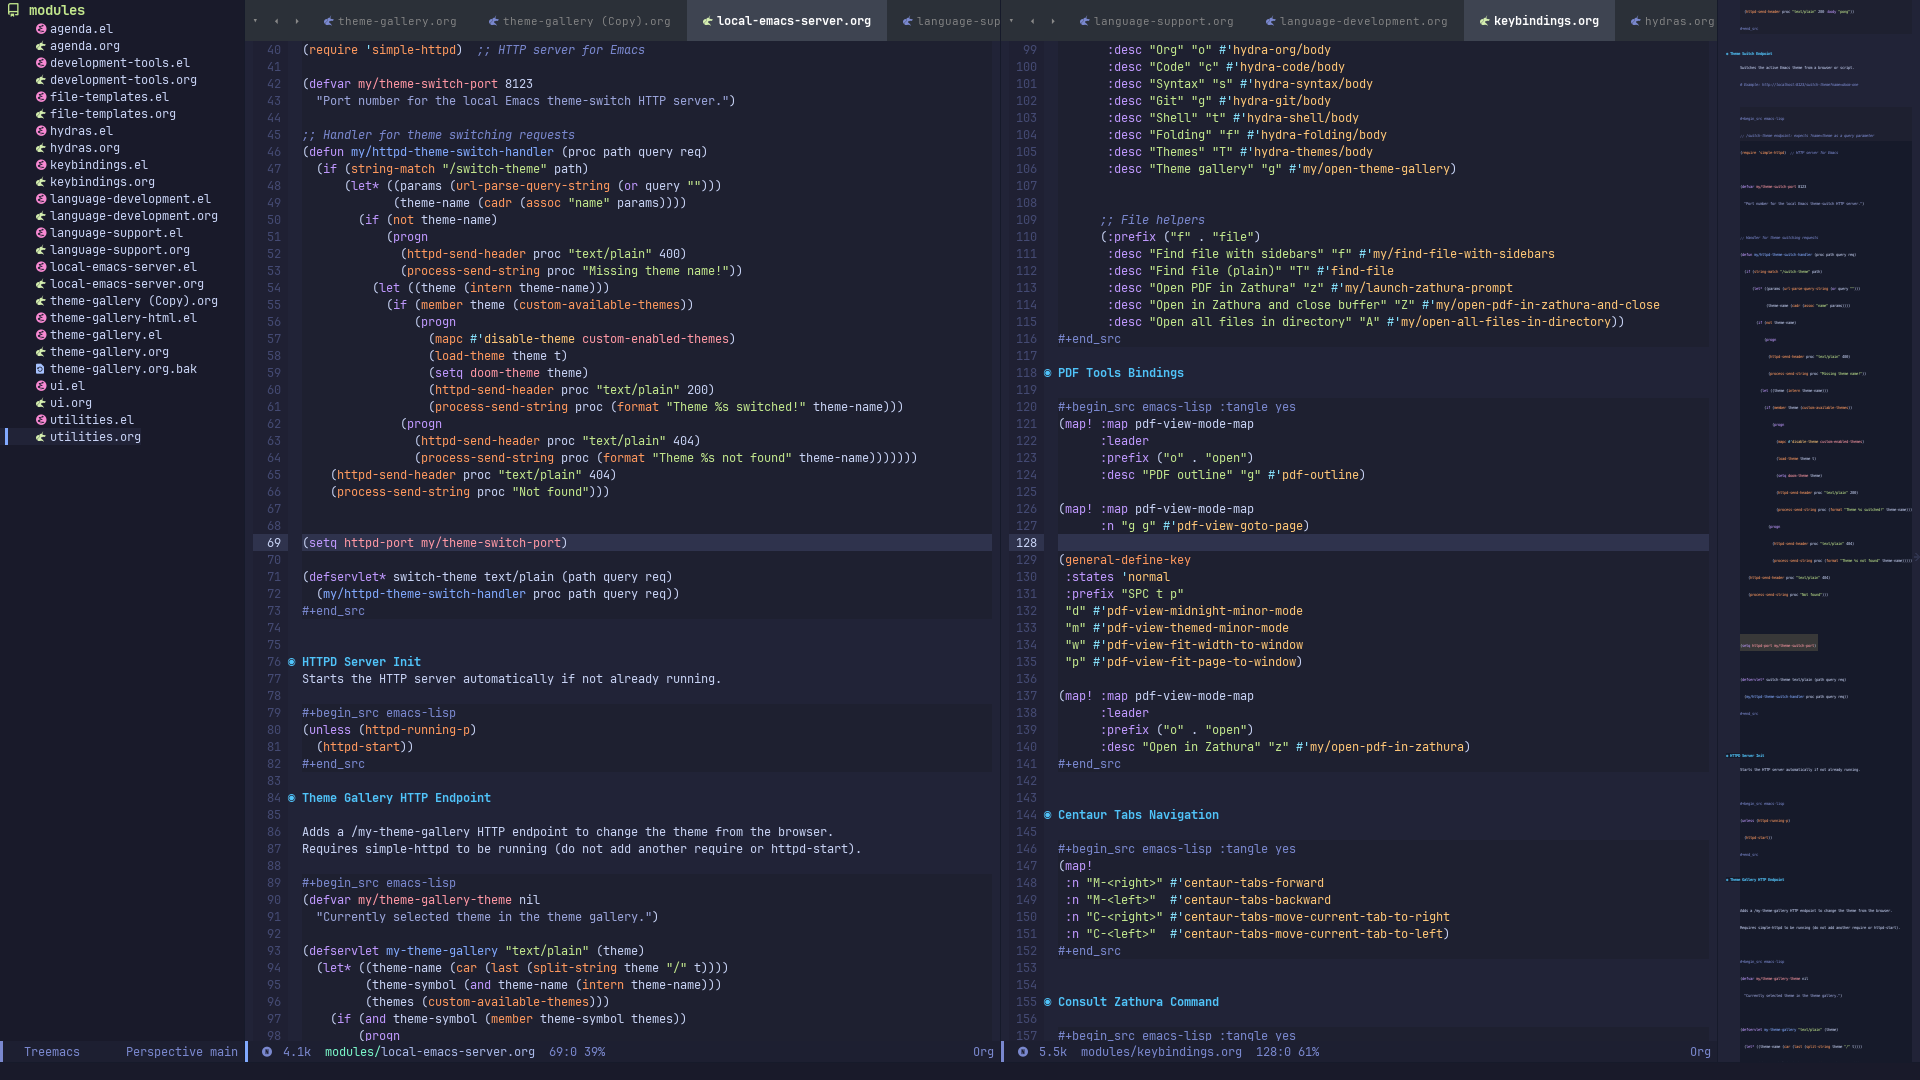 modules
agenda.el
agenda.org
development-tools.el
development-tools.org
file-templates.el
file-templates.org
hydras.el
hydras.org
keybindings.el
keybindings.org
language-development.el
language-development.org
language-support.el
language-support.org
local-emacs-server.el
local-emacs-server.org
theme-gallery (Copy).org
theme-gallery-html.el
theme-gallery.el
theme-gallery.org
theme-gallery.org.bak
ui.el
ui.org
utilities.el
utilities.org
Treemacs Perspective main
theme-gallery.org theme-gallery (Copy).org local-emacs-server.org language-sup
40 (require 'simple-httpd)  ;; HTTP server for Emacs
41
42 (defvar my/theme-switch-port 8123
43   "Port number for the local Emacs theme-switch HTTP server.")
44
45 ;; Handler for theme switching requests
46 (defun my/httpd-theme-switch-handler (proc path query req)
47   (if (string-match "/switch-theme" path)
48       (let* ((params (url-parse-query-string (or query "")))
49              (theme-name (cadr (assoc "name" params))))
50         (if (not theme-name)
51             (progn
52               (httpd-send-header proc "text/plain" 400)
53               (process-send-string proc "Missing theme name!"))
54           (let ((theme (intern theme-name)))
55             (if (member theme (custom-available-themes))
56                 (progn
57                   (mapc #'disable-theme custom-enabled-themes)
58                   (load-theme theme t)
59                   (setq doom-theme theme)
60                   (httpd-send-header proc "text/plain" 200)
61                   (process-send-string proc (format "Theme %s switched!" theme-name)))
62               (progn
63                 (httpd-send-header proc "text/plain" 404)
64                 (process-send-string proc (format "Theme %s not found" theme-name)))))))
65     (httpd-send-header proc "text/plain" 404)
66     (process-send-string proc "Not found")))
67
68
69 (setq httpd-port my/theme-switch-port)
70
71 (defservlet* switch-theme text/plain (path query req)
72   (my/httpd-theme-switch-handler proc path query req))
73 #+end_src
74
75
76 ◉ HTTPD Server Init
77 Starts the HTTP server automatically if not already running.
78
79 #+begin_src emacs-lisp
80 (unless (httpd-running-p)
81   (httpd-start))
82 #+end_src
83
84 ◉ Theme Gallery HTTP Endpoint
85
86 Adds a /my-theme-gallery HTTP endpoint to change the theme from the browser.
87 Requires simple-httpd to be running (do not add another require or httpd-start).
88
89 #+begin_src emacs-lisp
90 (defvar my/theme-gallery-theme nil
91   "Currently selected theme in the theme gallery.")
92
93 (defservlet my-theme-gallery "text/plain" (theme)
94   (let* ((theme-name (car (last (split-string theme "/" t))))
95          (theme-symbol (and theme-name (intern theme-name)))
96          (themes (custom-available-themes)))
97     (if (and theme-symbol (member theme-symbol themes))
98         (progn
4.1k modules/local-emacs-server.org 69:0 39% Org
language-support.org language-development.org keybindings.org hydras.org
99 :desc "Org" "o" #'hydra-org/body
100 :desc "Code" "c" #'hydra-code/body
101 :desc "Syntax" "s" #'hydra-syntax/body
102 :desc "Git" "g" #'hydra-git/body
103 :desc "Shell" "t" #'hydra-shell/body
104 :desc "Folding" "f" #'hydra-folding/body
105 :desc "Themes" "T" #'hydra-themes/body
106 :desc "Theme gallery" "g" #'my/open-theme-gallery)
107
108
109 ;; File helpers
110 (:prefix ("f" . "file")
111 :desc "Find file with sidebars" "f" #'my/find-file-with-sidebars
112 :desc "Find file (plain)" "T" #'find-file
113 :desc "Open PDF in Zathura" "z" #'my/launch-zathura-prompt
114 :desc "Open in Zathura and close buffer" "Z" #'my/open-pdf-in-zathura-and-close
115 :desc "Open all files in directory" "A" #'my/open-all-files-in-directory))
116 #+end_src
117
118 ◉ PDF Tools Bindings
119
120 #+begin_src emacs-lisp :tangle yes
121 (map! :map pdf-view-mode-map
122       :leader
123       :prefix ("o" . "open")
124       :desc "PDF outline" "g" #'pdf-outline)
125
126 (map! :map pdf-view-mode-map
127       :n "g g" #'pdf-view-goto-page)
128
129 (general-define-key
130  :states 'normal
131  :prefix "SPC t p"
132  "d" #'pdf-view-midnight-minor-mode
133  "m" #'pdf-view-themed-minor-mode
134  "w" #'pdf-view-fit-width-to-window
135  "p" #'pdf-view-fit-page-to-window)
136
137 (map! :map pdf-view-mode-map
138       :leader
139       :prefix ("o" . "open")
140       :desc "Open in Zathura" "z" #'my/open-pdf-in-zathura)
141 #+end_src
142
143
144 ◉ Centaur Tabs Navigation
145
146 #+begin_src emacs-lisp :tangle yes
147 (map!
148  :n "M-<right>" #'centaur-tabs-forward
149  :n "M-<left>"  #'centaur-tabs-backward
150  :n "C-<right>" #'centaur-tabs-move-current-tab-to-right
151  :n "C-<left>"  #'centaur-tabs-move-current-tab-to-left)
152 #+end_src
153
154
155 ◉ Consult Zathura Command
156
157 #+begin_src emacs-lisp :tangle yes
5.5k modules/keybindings.org 128:0 61% Org